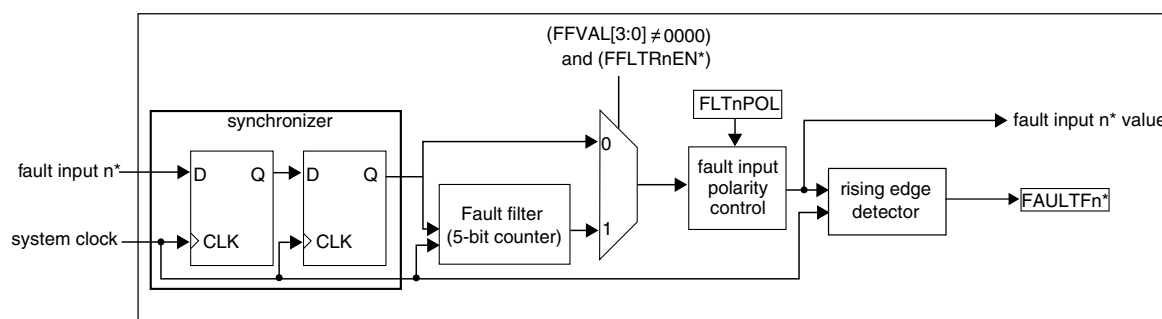 (FFVAL[3:0] ≠ 0000)
and (FFLTRnEN*)
FLTnPOL
synchronizer
fault input n* value
fault input n*
D Q
D Q
0
fault input
polarity
control
rising edge
detector
FAULTFn*
Fault filter
(5-bit counter)
1
system clock
CLK
CLK